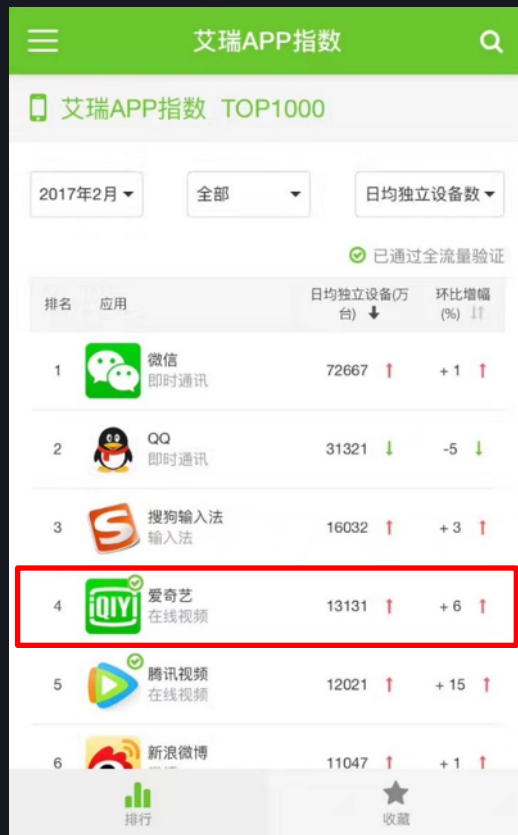 艾瑞APP指数
艾瑞APP指数 TOP1000
2017年2月 全部 日均独立设备数
已通过全流量验证
排名 应用 日均独立设备(万台) 环比增幅(%)
1 微信 72667 + 1
即时通讯
2 QQ 31321 -5
即时通讯
3 搜狗输入法 16032 + 3
输入法
4 iQIYI 爱奇艺 13131 + 6
在线视频
5 腾讯视频 12021 + 15
在线视频
6 新浪微博 11047 + 1
排行 收藏